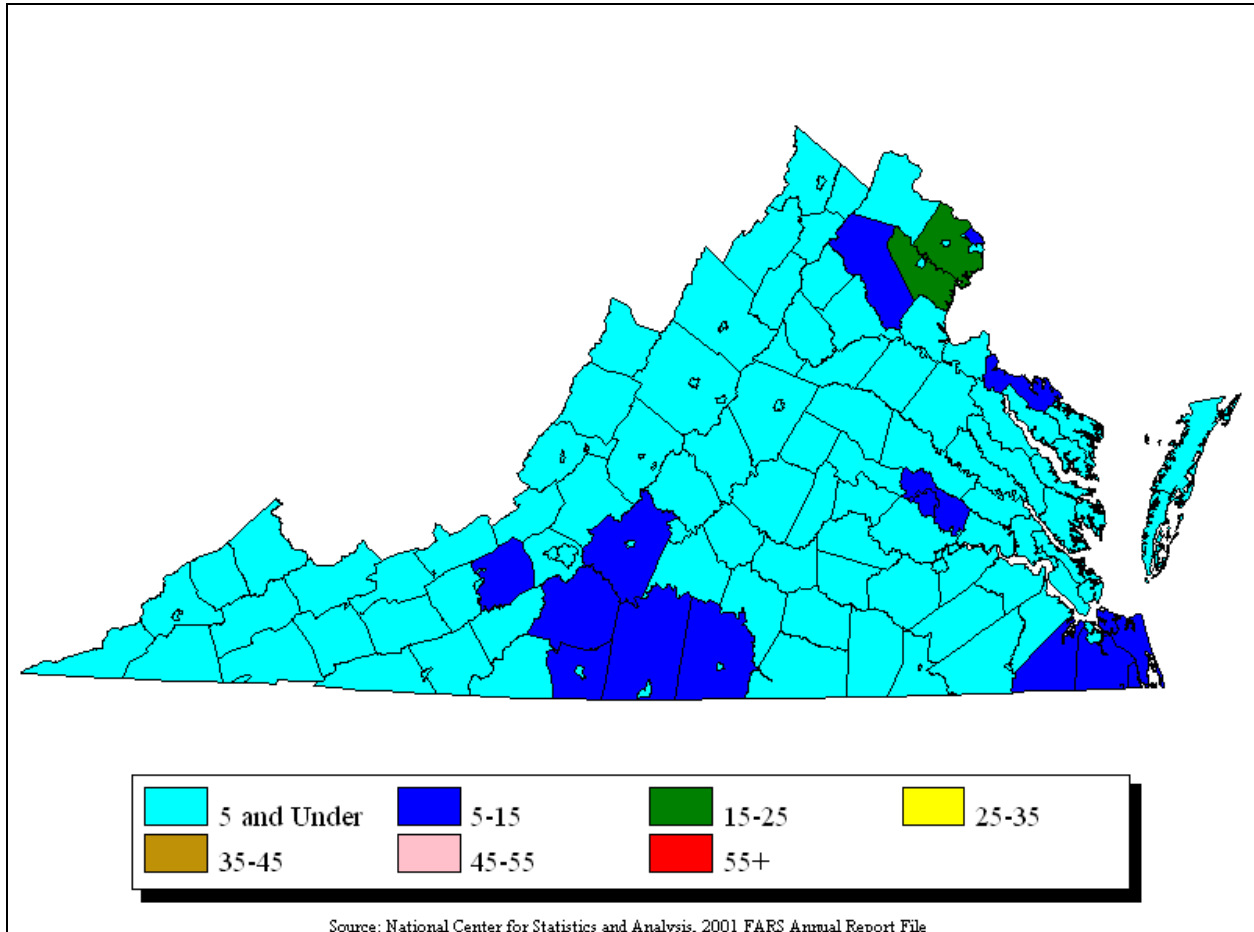 5 and Under 5-15 15-25 25-35
35-45 45-55 55+
Source: National Center for Statistics and Analysis, 2001 FARS Annual Report File